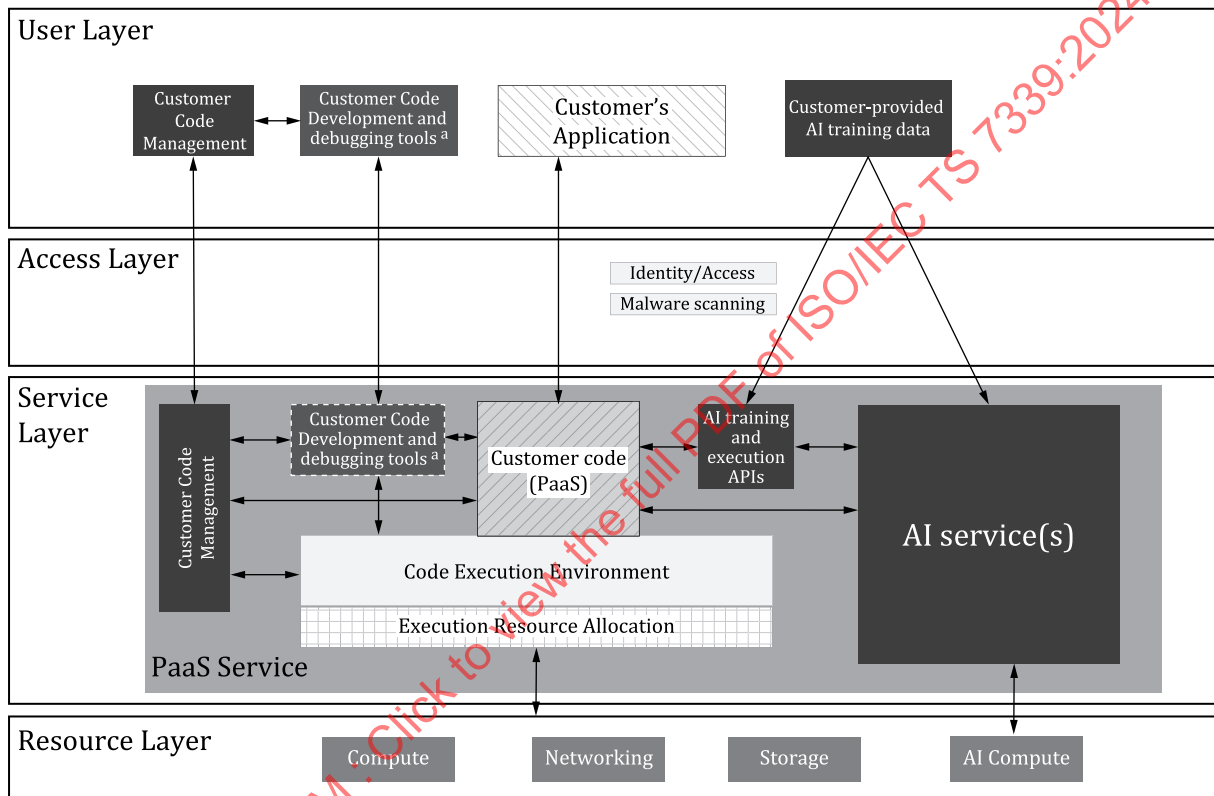 User Layer
Customer
Code
Management
Customer Code
Development and
debugging tools a
Customer's
Application
Customer-provided
AI training data
Access Layer
Identity/Access
Malware scanning
Service
Layer
Customer Code
Management
Customer Code
Development and
debugging tools a
Customer code
(PaaS)
AI training
and
execution
APIs
AI service(s)
Code Execution Environment
Execution Resource Allocation
PaaS Service
Resource Layer
Compute
Networking
Storage
AI Compute
M : Click to view the full PDF of ISO/IEC TS 7339:2024